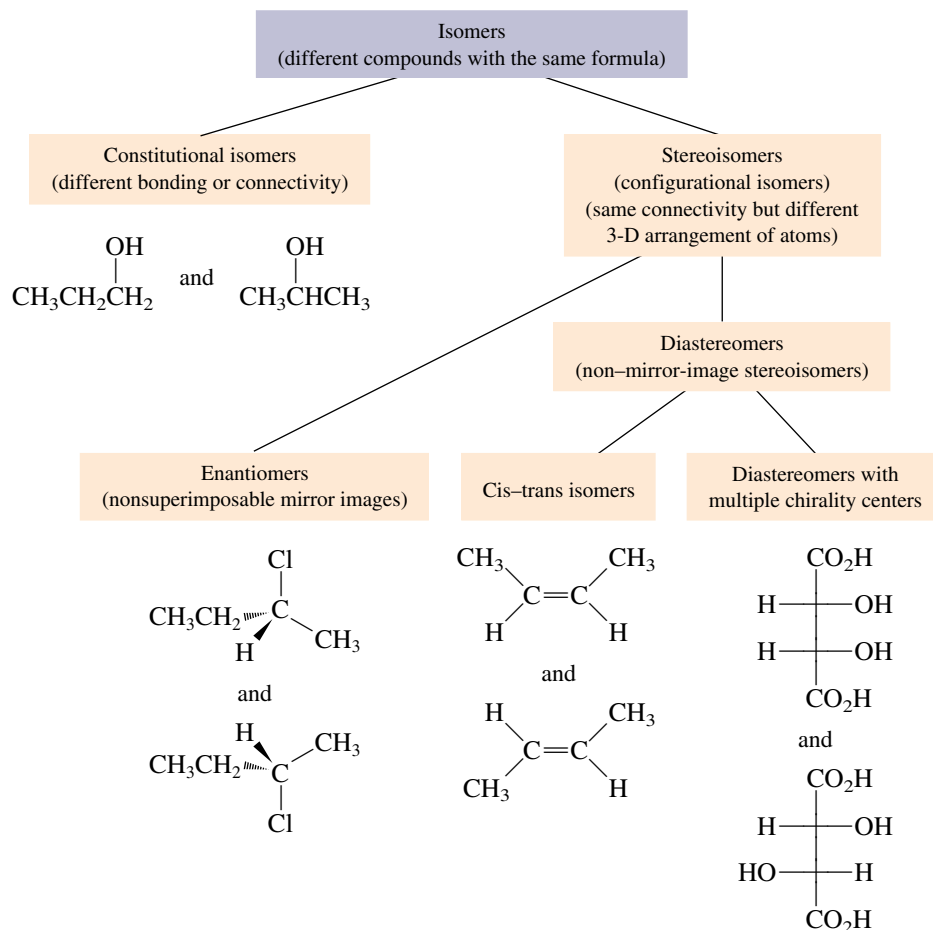 Isomers
(different compounds with the same formula)
Constitutional isomers
(different bonding or connectivity)
Stereoisomers
(configurational isomers)
(same connectivity but different
3-D arrangement of atoms)
OH
CH₃CH₂CH₂
and
OH
CH₃CHCH₃
Diastereomers
(non–mirror-image stereoisomers)
Enantiomers
(nonsuperimposable mirror images)
Cis–trans isomers
Diastereomers with
multiple chirality centers
Cl
CH₃CH₂ C
H CH₃
and
H CH₃
CH₃CH₂ C
Cl
CH₃ CH₃
C=C
H H
and
H CH₃
C=C
CH₃ H
CO₂H
H OH
H OH
CO₂H
and
CO₂H
H OH
HO H
CO₂H